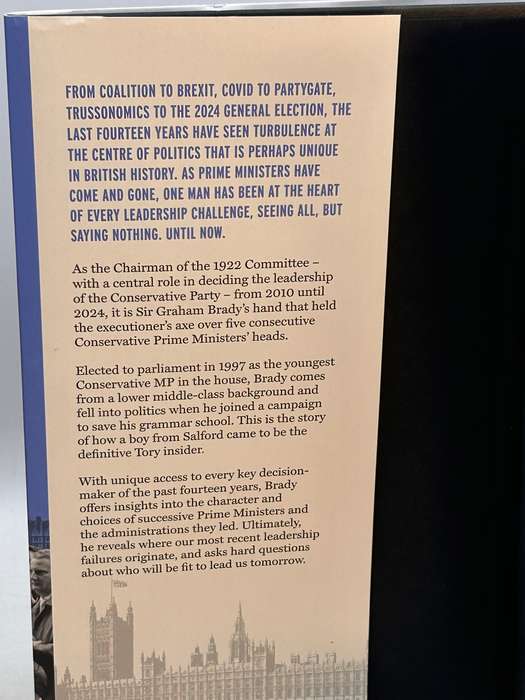 FROM COALITION TO BREXIT, COVID TO PARTYGATE,
TRUSSONOMICS TO THE 2024 GENERAL ELECTION, THE
LAST FOURTEEN YEARS HAVE SEEN TURBULENCE AT
THE CENTRE OF POLITICS THAT IS PERHAPS UNIQUE
IN BRITISH HISTORY. AS PRIME MINISTERS HAVE
COME AND GONE, ONE MAN HAS BEEN AT THE HEART
OF EVERY LEADERSHIP CHALLENGE, SEEING ALL, BUT
SAYING NOTHING. UNTIL NOW.
As the Chairman of the 1922 Committee –
with a central role in deciding the leadership
of the Conservative Party – from 2010 until
2024, it is Sir Graham Brady's hand that held
the executioner's axe over five consecutive
Conservative Prime Ministers' heads.
Elected to parliament in 1997 as the youngest
Conservative MP in the house, Brady comes
from a lower middle-class background and
fell into politics when he joined a campaign
to save his grammar school. This is the story
of how a boy from Salford came to be the
definitive Tory insider.
With unique access to every key decision-
maker of the past fourteen years, Brady
offers insights into the character and
choices of successive Prime Ministers and
the administrations they led. Ultimately,
he reveals where our most recent leadership
failures originate, and asks hard questions
about who will be fit to lead us tomorrow.